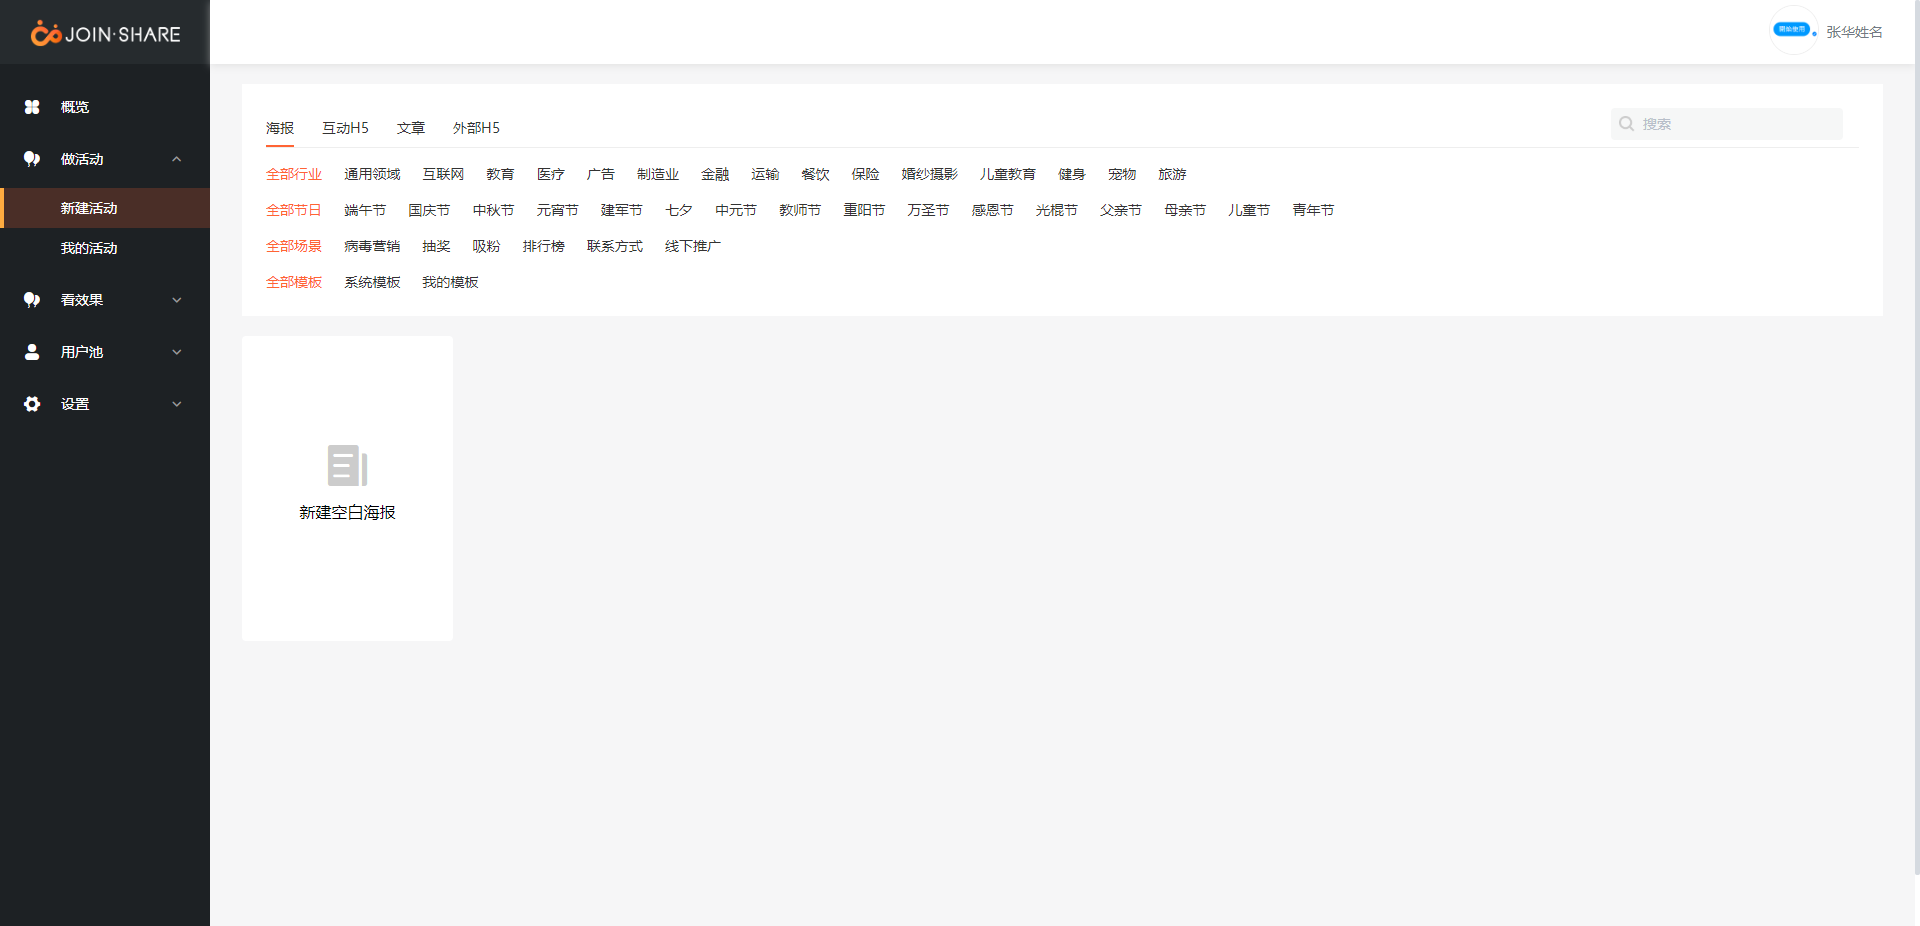 JOIN·SHARE
开始使用
张华姓名
概览
做活动
新建活动
我的活动
看效果
用户池
设置
海报 互动H5 文章 外部H5
搜索
全部行业 通用领域 互联网 教育 医疗 广告 制造业 金融 运输 餐饮 保险 婚纱摄影 儿童教育 健身 宠物 旅游
全部节日 端午节 国庆节 中秋节 元宵节 建军节 七夕 中元节 教师节 重阳节 万圣节 感恩节 光棍节 父亲节 母亲节 儿童节 青年节
全部场景 病毒营销 抽奖 吸粉 排行榜 联系方式 线下推广
全部模板 系统模板 我的模板
新建空白海报